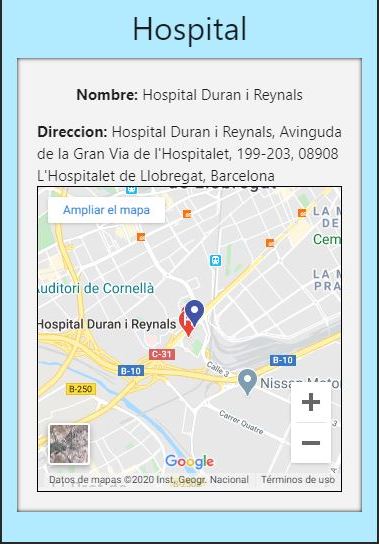 Hospital
Nombre: Hospital Duran i Reynals
Direccion: Hospital Duran i Reynals, Avinguda
de la Gran Via de l'Hospitalet, 199-203, 08908
L'Hospitalet de Llobregat, Barcelona
de Llobregat
Ampliar el mapa
LA M
DE
Cem
uditori de Cornellà
LA M
PRA
H
Hospital Duran i Reynals
C-31
Calle 3
B-10
B-10
B-250
Nissan Moto
Carrer Quatre
+
−
Google
Datos de mapas ©2020 Inst. Geogr. Nacional
Términos de uso